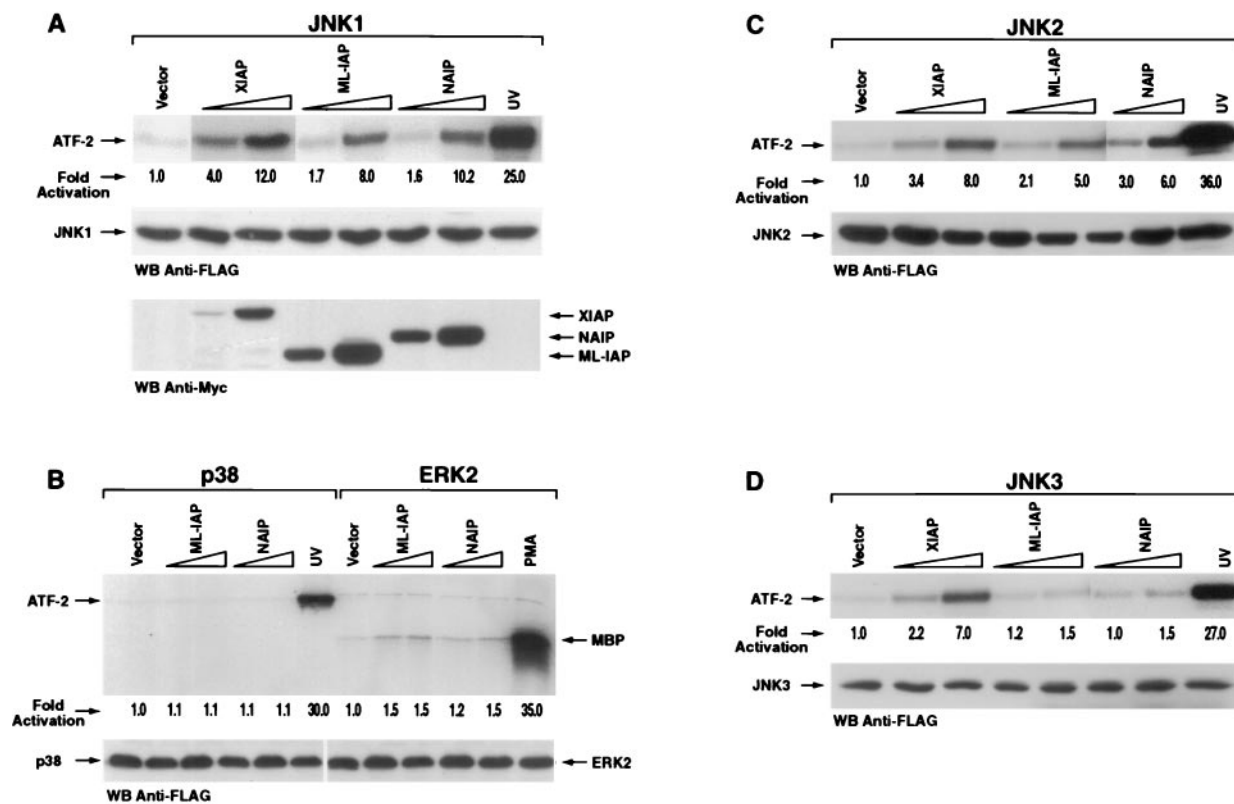 A
JNK1
Vector XIAP ML-IAP NAIP UV
ATF-2
Fold Activation 1.0 4.0 12.0 1.7 8.0 1.6 10.2 25.0
JNK1
WB Anti-FLAG
XIAP
NAIP
ML-IAP
WB Anti-Myc
C
JNK2
Vector XIAP ML-IAP NAIP UV
ATF-2
Fold Activation 1.0 3.4 8.0 2.1 5.0 3.0 6.0 36.0
JNK2
WB Anti-FLAG
B
p38 ERK2
Vector ML-IAP NAIP UV Vector ML-IAP NAIP PMA
ATF-2
MBP
Fold Activation 1.0 1.1 1.1 1.1 1.1 30.0 1.0 1.5 1.5 1.2 1.5 35.0
p38 ERK2
WB Anti-FLAG
D
JNK3
Vector XIAP ML-IAP NAIP UV
ATF-2
Fold Activation 1.0 2.2 7.0 1.2 1.5 1.0 1.5 27.0
JNK3
WB Anti-FLAG